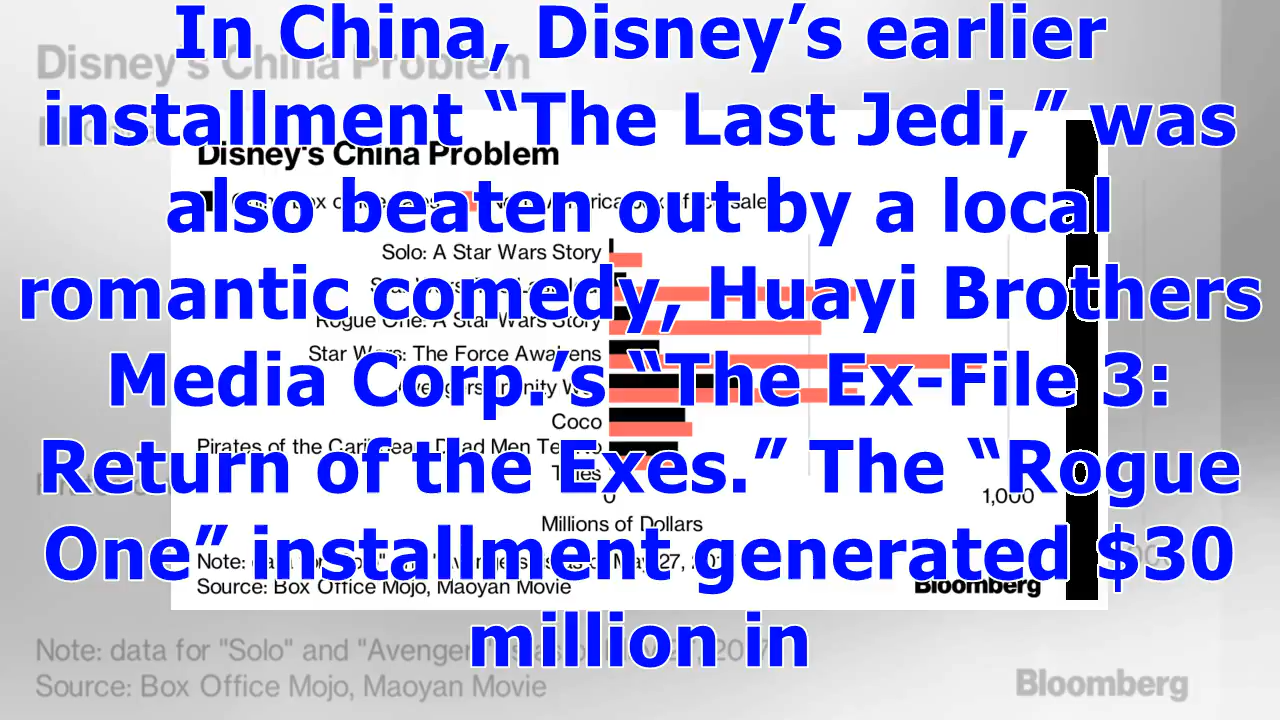 In China, Disney’s earlier
installment “The Last Jedi,” was
also beaten out by a local
romantic comedy, Huayi Brothers
Media Corp.’s “The Ex-File 3:
Return of the Exes.” The “Rogue
One” installment generated $30
million in
Disney's China Problem
Disney's China Problem
Solo: A Star Wars Story
Rogue One: A Star Wars Story
Star Wars: The Force Awakens
Coco
Pirates of the Caribbean: Dead Men Tell No
Tales
0 1,000
Millions of Dollars
Source: Box Office Mojo, Maoyan Movie
Bloomberg
Note: data for "Solo" and "Avengers"
Source: Box Office Mojo, Maoyan Movie
Bloomberg